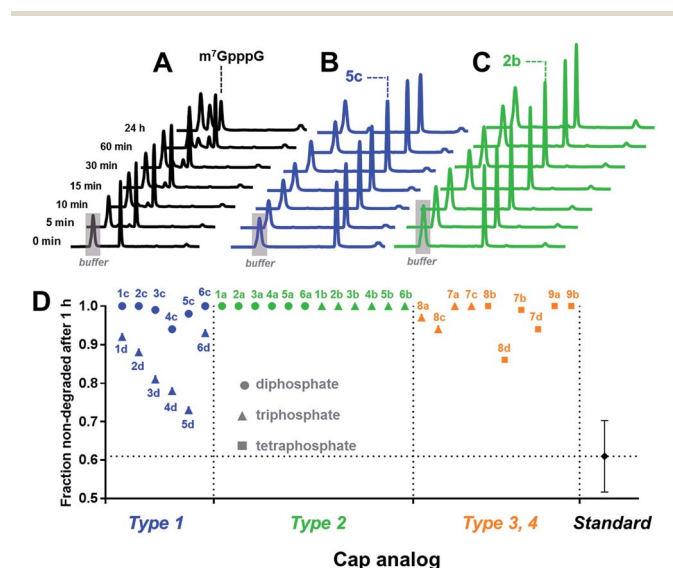 A
m⁷GpppG
B
5c
C
2b
24 h
60 min
30 min
15 min
10 min
5 min
0 min
buffer
buffer
buffer
D
Fraction non-degraded after 1 h
1.0
0.9
0.8
0.7
0.6
0.5
1c 2c 3c 4c 5c 6c
1d 2d 3d 4d 5d 6d
1a 2a 3a 4a 5a 6a 1b 2b 3b 4b 5b 6b
8a 8c 7a 7c 8b 8d 7b 7d 9a 9b
diphosphate
triphosphate
tetraphosphate
Type 1
Type 2
Type 3, 4
Standard
Cap analog